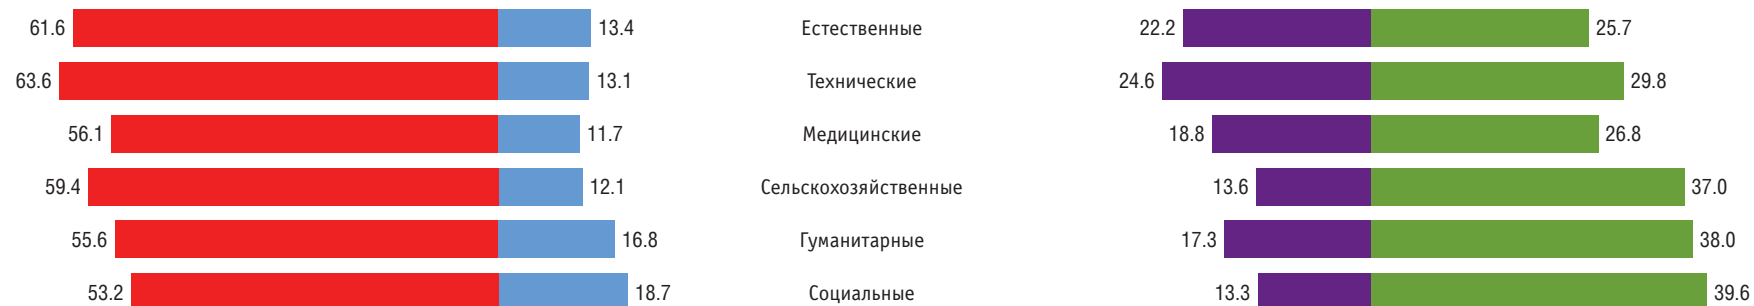 61.6 13.4 Естественные 22.2 25.7
63.6 13.1 Технические 24.6 29.8
56.1 11.7 Медицинские 18.8 26.8
59.4 12.1 Сельскохозяйственные 13.6 37.0
55.6 16.8 Гуманитарные 17.3 38.0
53.2 18.7 Социальные 13.3 39.6